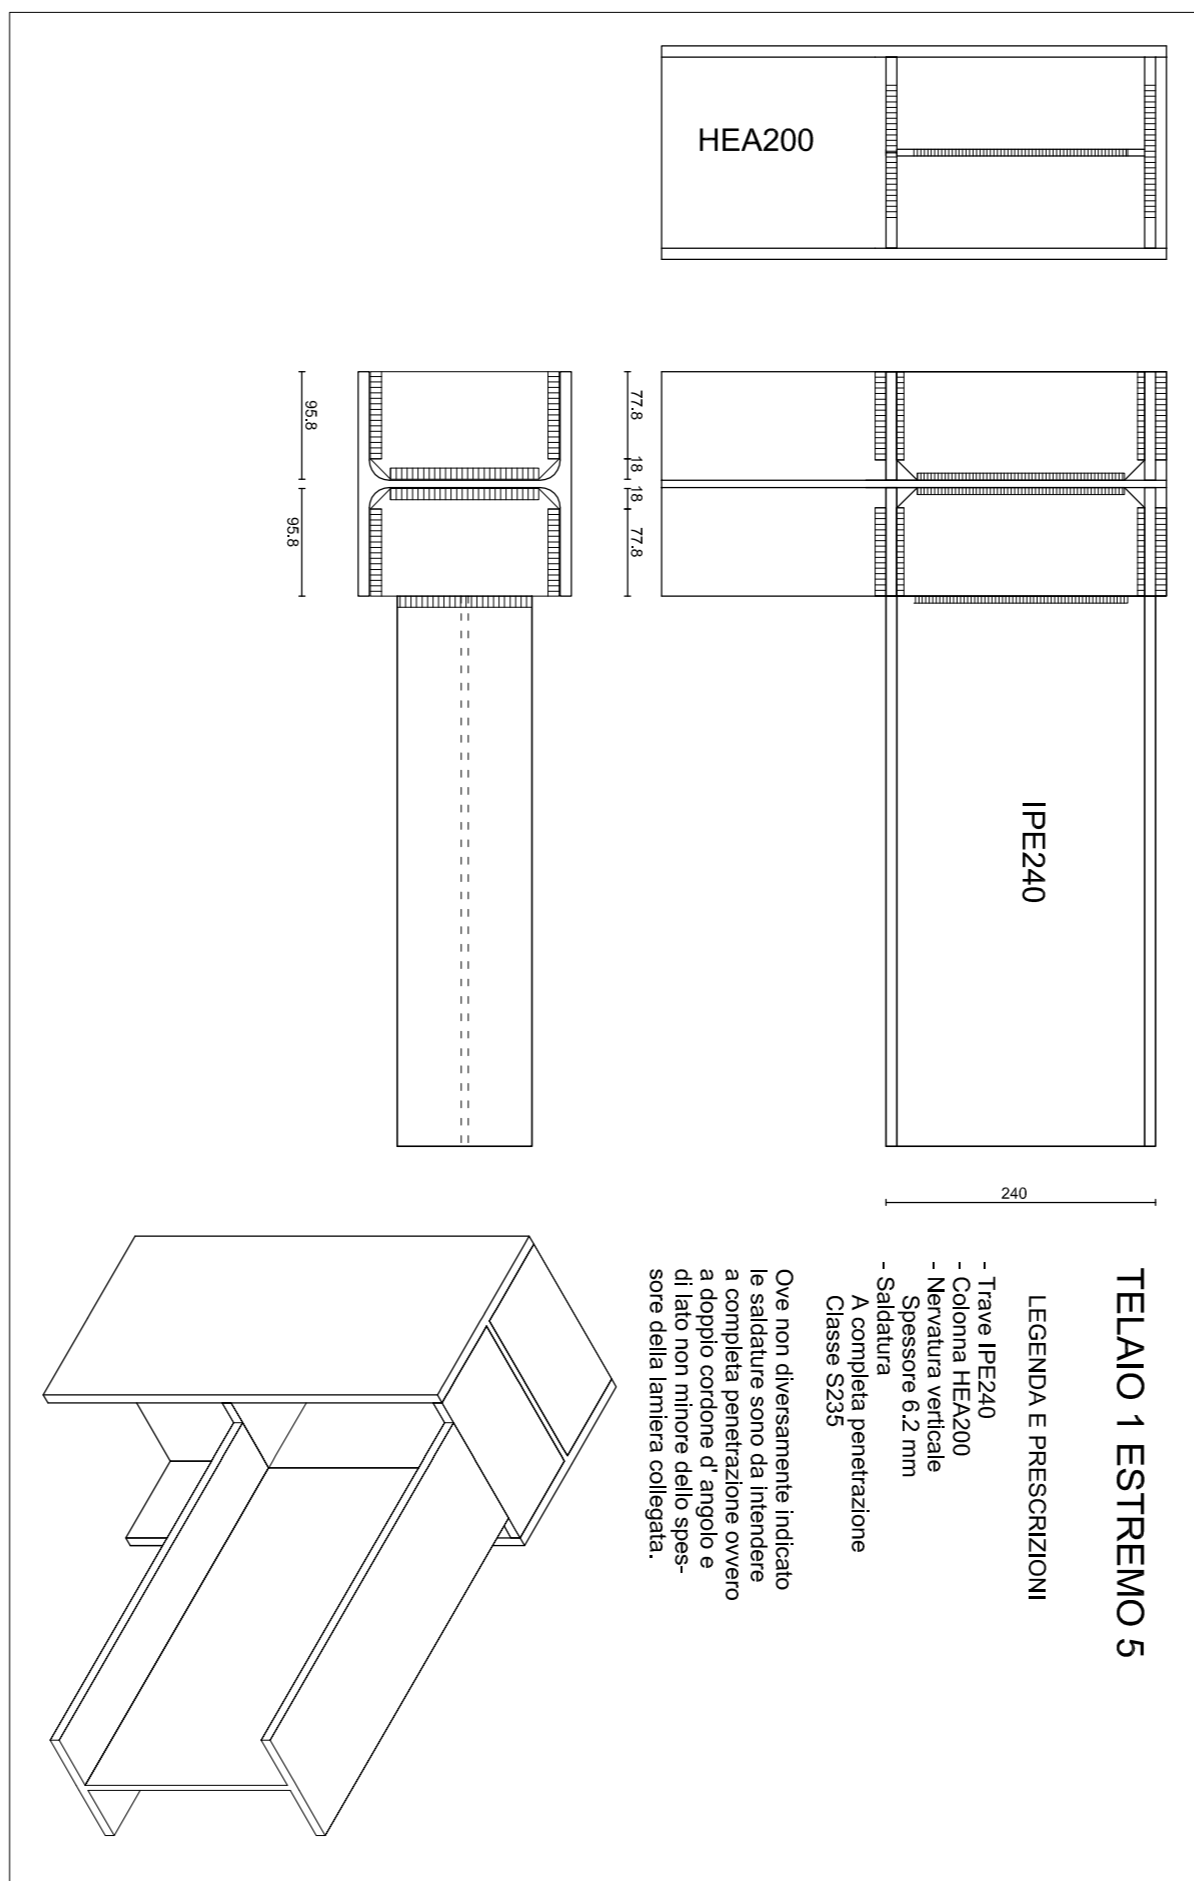 TELAIO 1 ESTREMO 5
LEGENDA E PRESCRIZIONI
- Trave IPE240
- Colonna HEA200
- Nervatura verticale
Spessore 6.2 mm
- Saldatura
A completa penetrazione
Classe S235
Ove non diversamente indicato
le saldature sono da intendere
a completa penetrazione ovvero
a doppio cordone d' angolo e
di lato non minore dello spes-
sore della lamiera collegata.
HEA200
IPE240
240
77.8
18
18
77.8
95.8
95.8